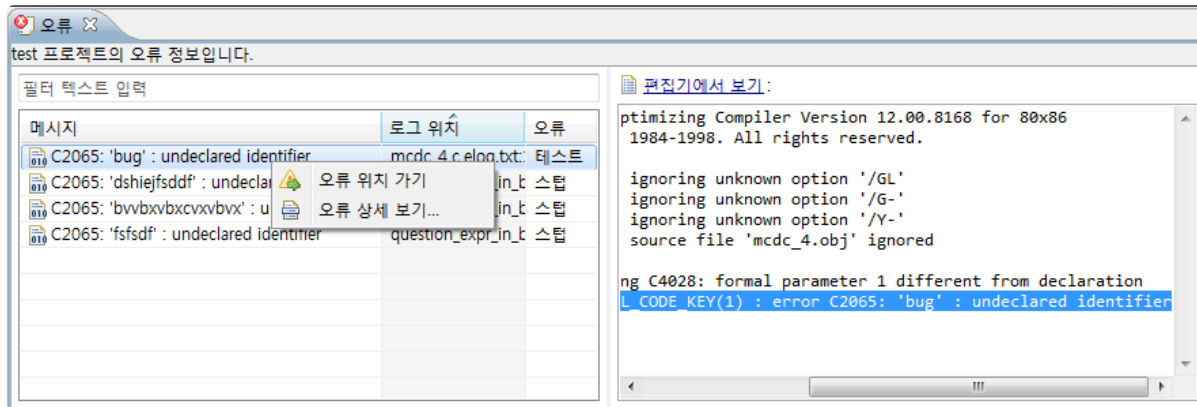 오류
test 프로젝트의 오류 정보입니다.
필터 텍스트 입력
메시지 로그 위치 오류
C2065: 'bug' : undeclared identifier mcdc_4.c.elog.txt: 테스트
C2065: 'dshiejfsddf' : undeclar _in_b 스텁
C2065: 'bvvbxvbxcvxvbvx' : u in_b 스텁
C2065: 'fsfsdf' : undeclared identifier question_expr_in_b 스텁
오류 위치 가기
오류 상세 보기...
편집기에서 보기:
ptimizing Compiler Version 12.00.8168 for 80x86
1984-1998. All rights reserved.
ignoring unknown option '/GL'
ignoring unknown option '/G-'
ignoring unknown option '/Y-'
source file 'mcdc_4.obj' ignored
ng C4028: formal parameter 1 different from declaration
L_CODE_KEY(1) : error C2065: 'bug' : undeclared identifier